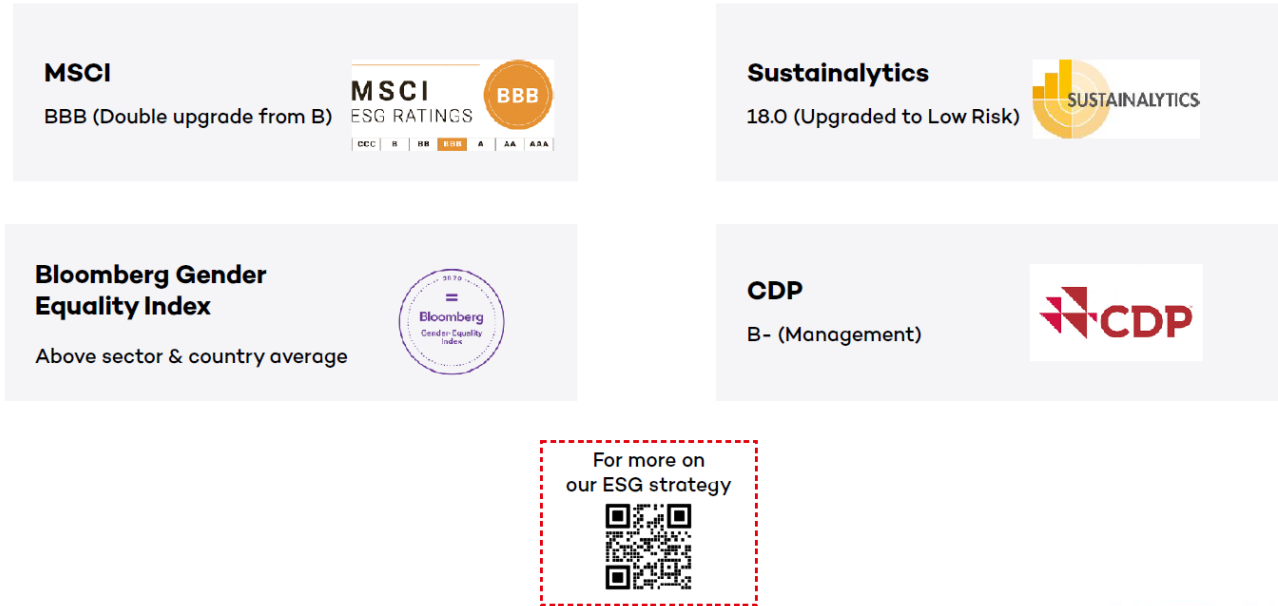 MSCI
BBB (Double upgrade from B)
MSCI
ESG RATINGS
BBB
CCC B BB BBB A AA AAA
Sustainalytics
18.0 (Upgraded to Low Risk)
SUSTAINALYTICS
Bloomberg Gender
Equality Index
Above sector & country average
2020
Bloomberg
Gender-Equality
Index
CDP
B- (Management)
CDP
For more on
our ESG strategy